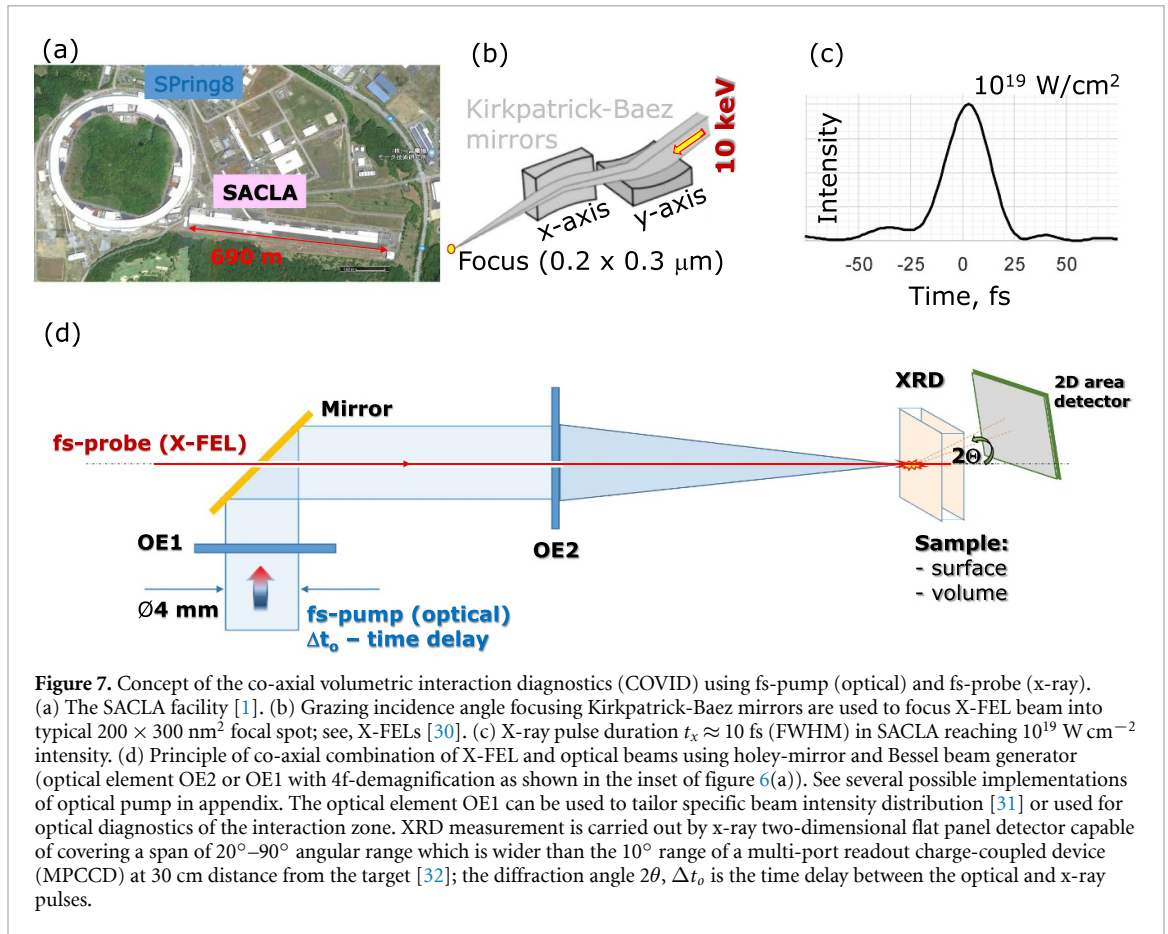 (a)
SPring8
SACLA
690 m
(b)
Kirkpatrick-Baez
mirrors
10 keV
x-axis
y-axis
Focus (0.2 x 0.3 μm)
(c)
10¹⁹ W/cm²
Intensity
-50 -25 0 25 50
Time, fs
(d)
Mirror
fs-probe (X-FEL)
OE1
Ø4 mm
fs-pump (optical)
Δtₒ – time delay
OE2
XRD
2D area
detector
2Θ
Sample:
- surface
- volume
Figure 7. Concept of the co-axial volumetric interaction diagnostics (COVID) using fs-pump (optical) and fs-probe (x-ray).
(a) The SACLA facility [1]. (b) Grazing incidence angle focusing Kirkpatrick-Baez mirrors are used to focus X-FEL beam into
typical 200 × 300 nm² focal spot; see, X-FELs [30]. (c) X-ray pulse duration tₓ ≈ 10 fs (FWHM) in SACLA reaching 10¹⁹ W cm⁻²
intensity. (d) Principle of co-axial combination of X-FEL and optical beams using holey-mirror and Bessel beam generator
(optical element OE2 or OE1 with 4f-demagnification as shown in the inset of figure 6(a)). See several possible implementations
of optical pump in appendix. The optical element OE1 can be used to tailor specific beam intensity distribution [31] or used for
optical diagnostics of the interaction zone. XRD measurement is carried out by x-ray two-dimensional flat panel detector capable
of covering a span of 20°–90° angular range which is wider than the 10° range of a multi-port readout charge-coupled device
(MPCCD) at 30 cm distance from the target [32]; the diffraction angle 2θ, Δtₒ is the time delay between the optical and x-ray
pulses.